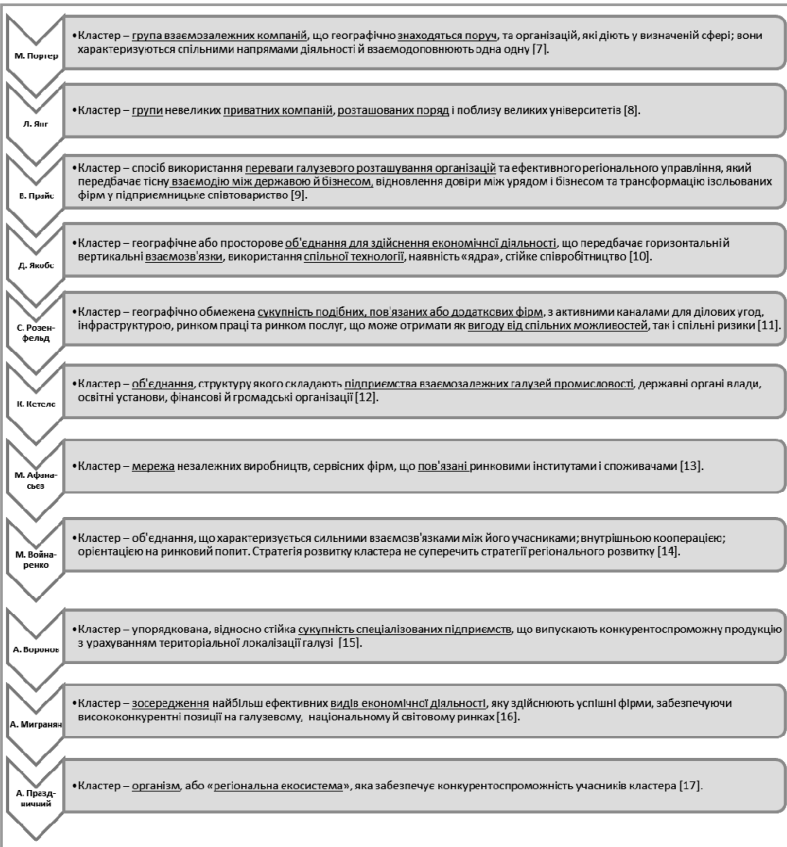 М. Портер
•Кластер – група взаємозалежних компаній, що географічно знаходяться поруч, та організацій, які діють у визначеній сфері; вони
характеризуються спільними напрямами діяльності й взаємодоповнюють одна одну [7].
Л. Янг
•Кластер – групи невеликих приватних компаній, розташованих поряд і поблизу великих університетів [8].
В. Прайс
•Кластер – спосіб використання переваги галузевого розташування організацій та ефективного регіонального управління, який
передбачає тісну взаємодію між державою й бізнесом, відновлення довіри між урядом і бізнесом та трансформацію ізольованих
фірм у підприємницьке співтовариство [9].
Д. Якобс
•Кластер – географічне або просторове об'єднання для здійснення економічної діяльності, що передбачає горизонтальні й
вертикальні взаємозв'язки, використання спільної технології, наявність «ядра», стійке співробітництво [10].
С. Розен-
фельд
•Кластер – географічно обмежена сукупність подібних, пов'язаних або додаткових фірм, з активними каналами для ділових угод,
інфраструктурою, ринком праці та ринком послуг, що може отримати як вигоду від спільних можливостей, так і спільні ризики [11].
К. Кетелс
•Кластер – об'єднання, структуру якого складають підприємства взаємозалежних галузей промисловості, державні органі влади,
освітні установи, фінансові й громадські організації [12].
М. Афана-
сьєв
•Кластер – мережа незалежних виробництв, сервісних фірм, що пов'язані ринковими інститутами і споживачами [13].
М. Война-
ренко
•Кластер – об'єднання, що характеризується сильними взаємозв'язками між його учасниками; внутрішньою кооперацією;
орієнтацією на ринковий попит. Стратегія розвитку кластера не суперечить стратегії регіонального розвитку [14].
А. Воронов
•Кластер – упорядкована, відносно стійка сукупність спеціалізованих підприємств, що випускають конкурентоспроможну продукцію
з урахуванням територіальної локалізації галузі [15].
А. Мигранян
•Кластер – зосередження найбільш ефективних видів економічної діяльності, яку здійснюють успішні фірми, забезпечуючи
висококонкурентні позиції на галузевому, національному й світовому ринках [16].
А. Празд-
ничний
•Кластер – організм, або «регіональна екосистема», яка забезпечує конкурентоспроможність учасників кластера [17].